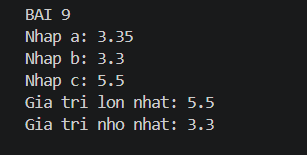 BAI 9
Nhap a: 3.35
Nhap b: 3.3
Nhap c: 5.5
Gia tri lon nhat: 5.5
Gia tri nho nhat: 3.3